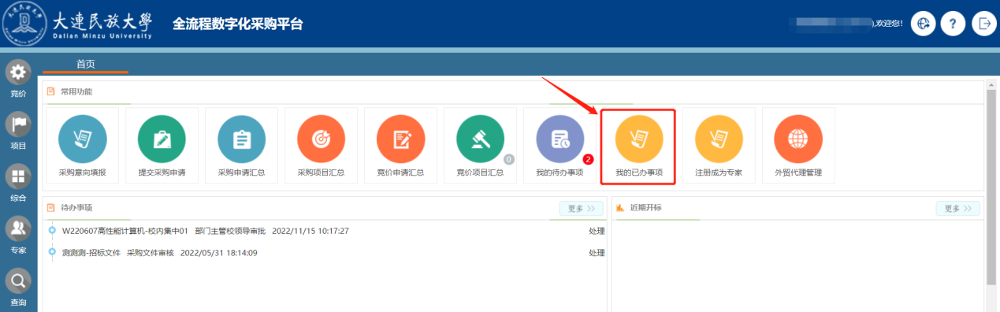 大連民族大學 全流程数字化采购平台
Dalian Minzu University
),欢迎您!
首页
竞价
项目
综合
专家
查询
常用功能
采购意向填报 提交采购申请 采购申请汇总 采购项目汇总 竞价申请汇总 竞价项目汇总 0 我的待办事项 2 我的已办事项 注册成为专家 外贸代理管理
待办事项 更多 >>
W220607高性能计算机-校内集中01 部门主管校领导审批 2022/11/15 10:17:27 处理
测测测-招标文件 采购文件审核 2022/05/31 18:14:09 处理
近期开标 更多 >>